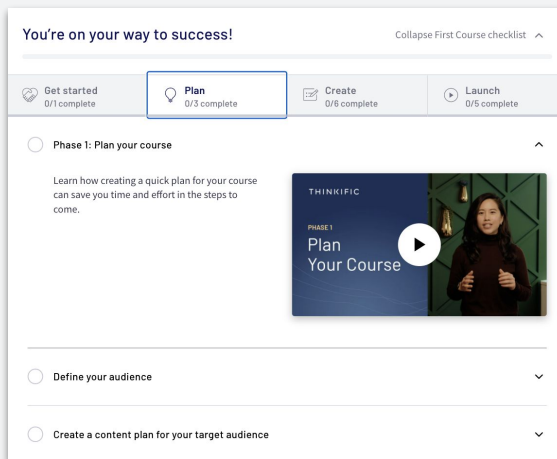 You're on your way to success!
Collapse First Course checklist
Get started
0/1 complete
Plan
0/3 complete
Create
0/6 complete
Launch
0/5 complete
Phase 1: Plan your course
Learn how creating a quick plan for your course
can save you time and effort in the steps to
come.
THINKIFIC
PHASE 1
Plan
Your Course
Define your audience
Create a content plan for your target audience